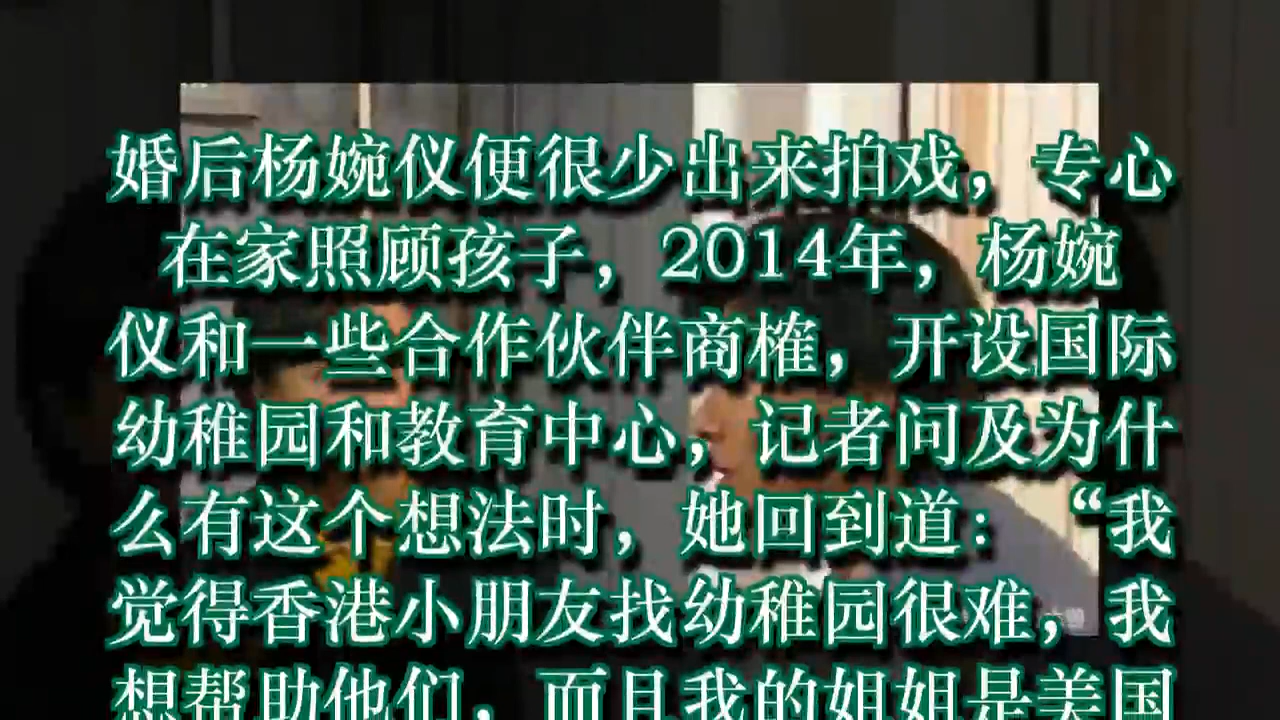 婚后杨婉仪便很少出来拍戏，专心
在家照顾孩子，2014年，杨婉
仪和一些合作伙伴商榷，开设国际
幼稚园和教育中心，记者问及为什
么有这个想法时，她回到道：“我
觉得香港小朋友找幼稚园很难，我
想帮助他们，而且我的姐姐是美国